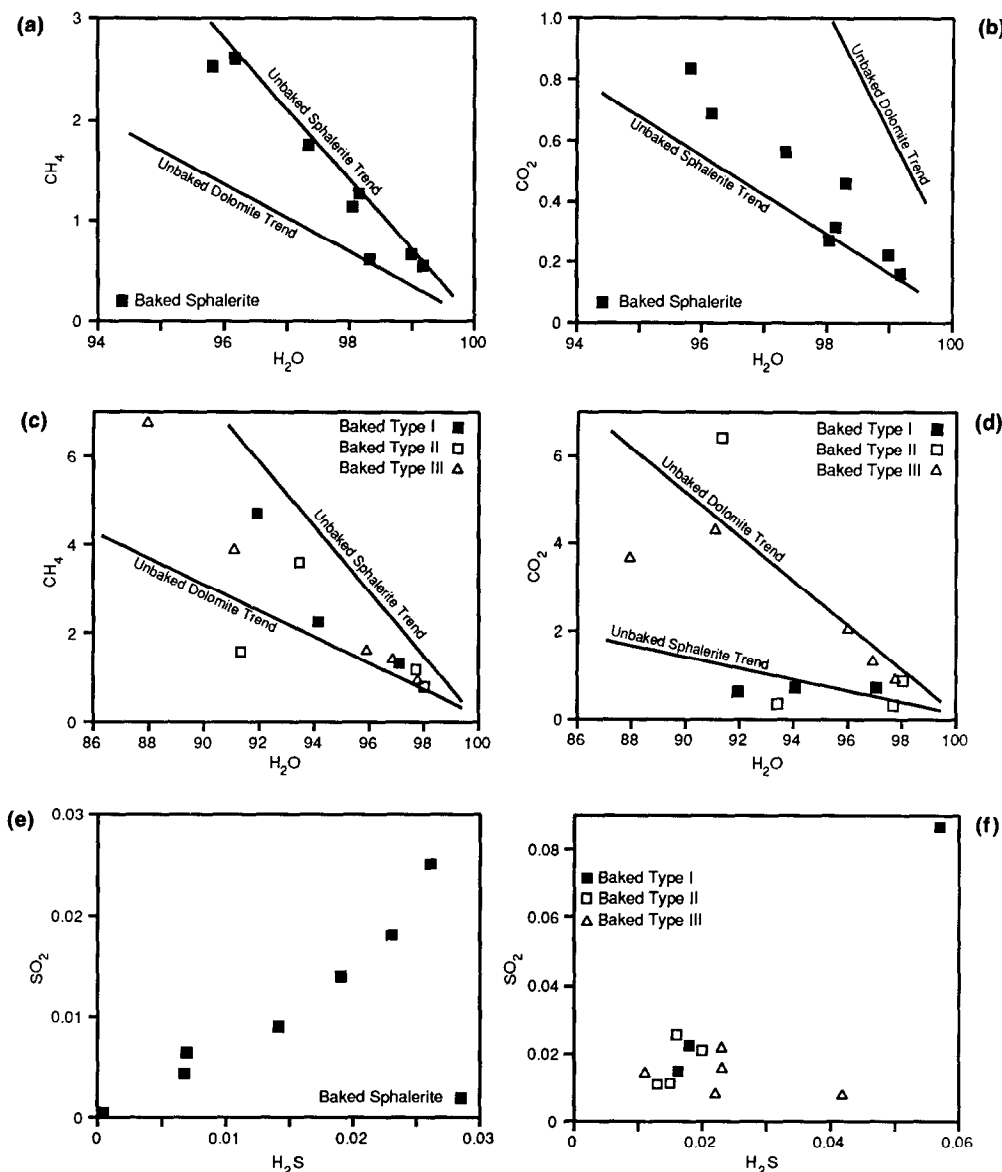 (a)
3
2
1
0
CH4
Unbaked Sphalerite Trend
Unbaked Dolomite Trend
Baked Sphalerite
94
96
98
100
H2O
(b)
1.0
0.8
0.6
0.4
0.2
0.0
CO2
Unbaked Dolomite Trend
Unbaked Sphalerite Trend
Baked Sphalerite
94
96
98
100
H2O
(c)
6
4
2
0
CH4
Baked Type I
Baked Type II
Baked Type III
Unbaked Sphalerite Trend
Unbaked Dolomite Trend
86
88
90
92
94
96
98
100
H2O
(d)
6
4
2
0
CO2
Baked Type I
Baked Type II
Baked Type III
Unbaked Dolomite Trend
Unbaked Sphalerite Trend
86
88
90
92
94
96
98
100
H2O
(e)
0.03
0.02
0.01
0
SO2
Baked Sphalerite
0
0.01
0.02
0.03
H2S
(f)
0.08
0.06
0.04
0.02
0
SO2
Baked Type I
Baked Type II
Baked Type III
0
0.02
0.04
0.06
H2S